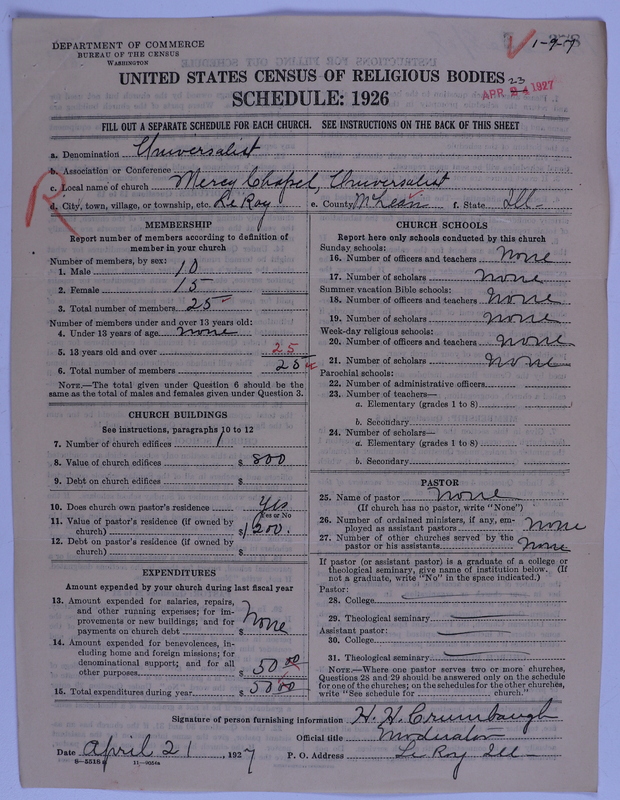 DEPARTMENT OF COMMERCE
BUREAU OF THE CENSUS
WASHINGTON
1-9-7
UNITED STATES CENSUS OF RELIGIOUS BODIES
SCHEDULE: 1926
23
APR 24 1927
FILL OUT A SEPARATE SCHEDULE FOR EACH CHURCH. SEE INSTRUCTIONS ON THE BACK OF THIS SHEET
a. Denomination Universalist
b. Association or Conference
c. Local name of church Mercy Chapel, Universalist
d. City, town, village, or township, etc. Le Roy e. County McLean f. State Ill-
R
MEMBERSHIP
Report number of members according to definition of
member in your church
Number of members, by sex:
1. Male 10
2. Female 15
3. Total number of members 25
Number of members under and over 13 years old:
4. Under 13 years of age none
5. 13 years old and over 25
6. Total number of members 25
NOTE.—The total given under Question 6 should be the
same as the total of males and females given under Question 3.
CHURCH BUILDINGS
See instructions, paragraphs 10 to 12
7. Number of church edifices 1
8. Value of church edifices $ 800
9. Debt on church edifices $
10. Does church own pastor's residence Yes
Yes or No
11. Value of pastor's residence (if owned by
church) $ 1200.
12. Debt on pastor's residence (if owned by
church) $
EXPENDITURES
Amount expended by your church during last fiscal year
13. Amount expended for salaries, repairs,
and other running expenses; for im-
provements or new buildings; and for
payments on church debt $ None
14. Amount expended for benevolences, in-
cluding home and foreign missions; for
denominational support; and for all
other purposes $ 50 00
15. Total expenditures during year $ 50 00
CHURCH SCHOOLS
Report here only schools conducted by this church
Sunday schools:
16. Number of officers and teachers None
17. Number of scholars None
Summer vacation Bible schools:
18. Number of officers and teachers None
19. Number of scholars None
Week-day religious schools:
20. Number of officers and teachers None
21. Number of scholars None
Parochial schools:
22. Number of administrative officers
23. Number of teachers—
a. Elementary (grades 1 to 8)
b. Secondary
24. Number of scholars—
a. Elementary (grades 1 to 8)
b. Secondary
PASTOR
25. Name of pastor None
(If church has no pastor, write "None")
26. Number of ordained ministers, if any, em-
ployed as assistant pastors None
27. Number of other churches served by the
pastor or his assistants None
If pastor (or assistant pastor) is a graduate of a college or
theological seminary, give name of institution below. (If
not a graduate, write "No" in the space indicated.)
Pastor:
28. College
29. Theological seminary
Assistant pastor:
30. College
31. Theological seminary
NOTE.—Where one pastor serves two or more churches,
Questions 28 and 29 should be answered only on the schedule
for one of the churches; on the schedules for the other churches,
write "See schedule for church."
Signature of person furnishing information H. H. Crumbaugh
Official title Moderator
Date April 21, 1927 P. O. Address Le Roy Ill-
8-5518